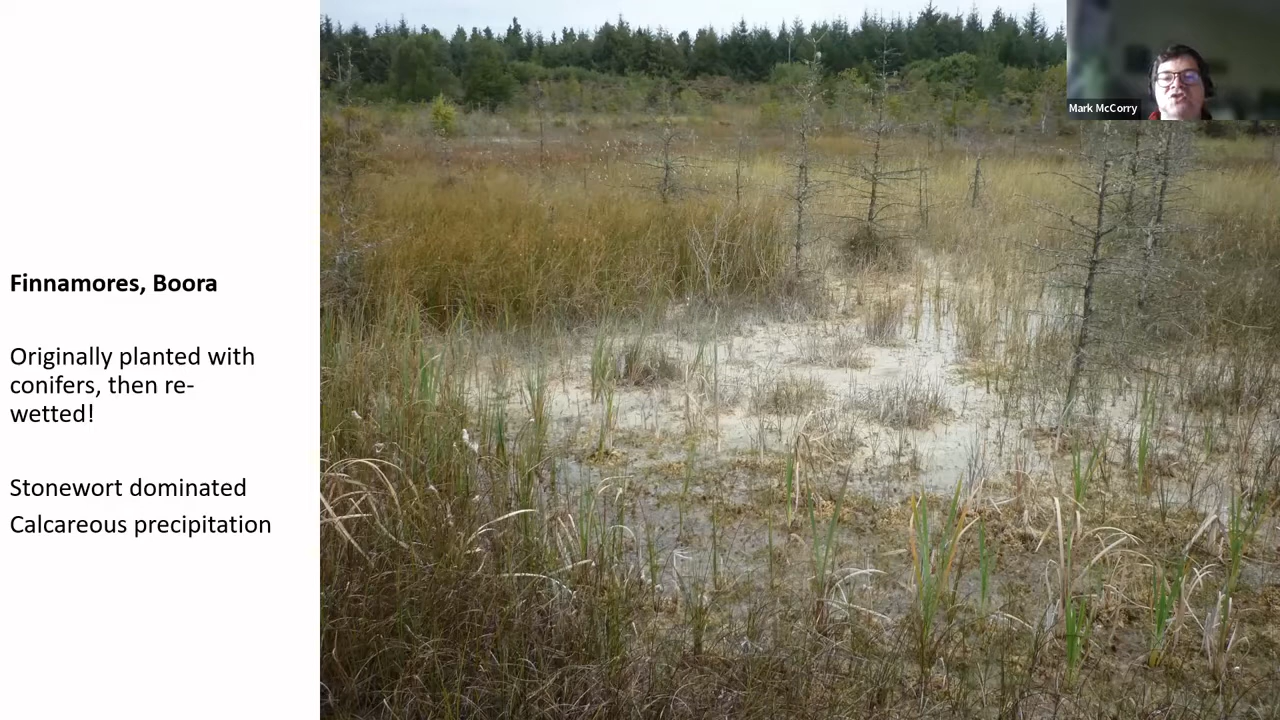 Finnamores, Boora
Originally planted with
conifers, then re-
wetted!
Stonewort dominated
Calcareous precipitation
Mark McCorry